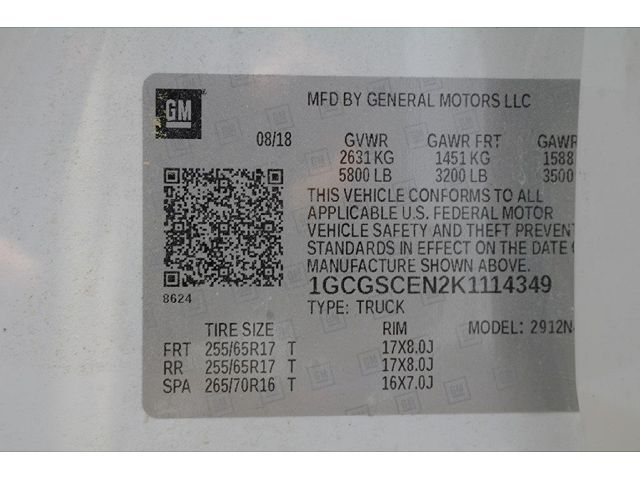 GM
MFD BY GENERAL MOTORS LLC
08/18 GVWR GAWR FRT GAWR
2631 KG 1451 KG 1588
5800 LB 3200 LB 3500
THIS VEHICLE CONFORMS TO ALL
APPLICABLE U.S. FEDERAL MOTOR
VEHICLE SAFETY AND THEFT PREVENT
STANDARDS IN EFFECT ON THE DATE
MANUFACTURE SHOWN ABOVE.
1GCGSCEN2K1114349
8624
TYPE: TRUCK
TIRE SIZE RIM MODEL: 2912N
FRT 255/65R17 T 17X8.0J
RR 255/65R17 T 17X8.0J
SPA 265/70R16 T 16X7.0J